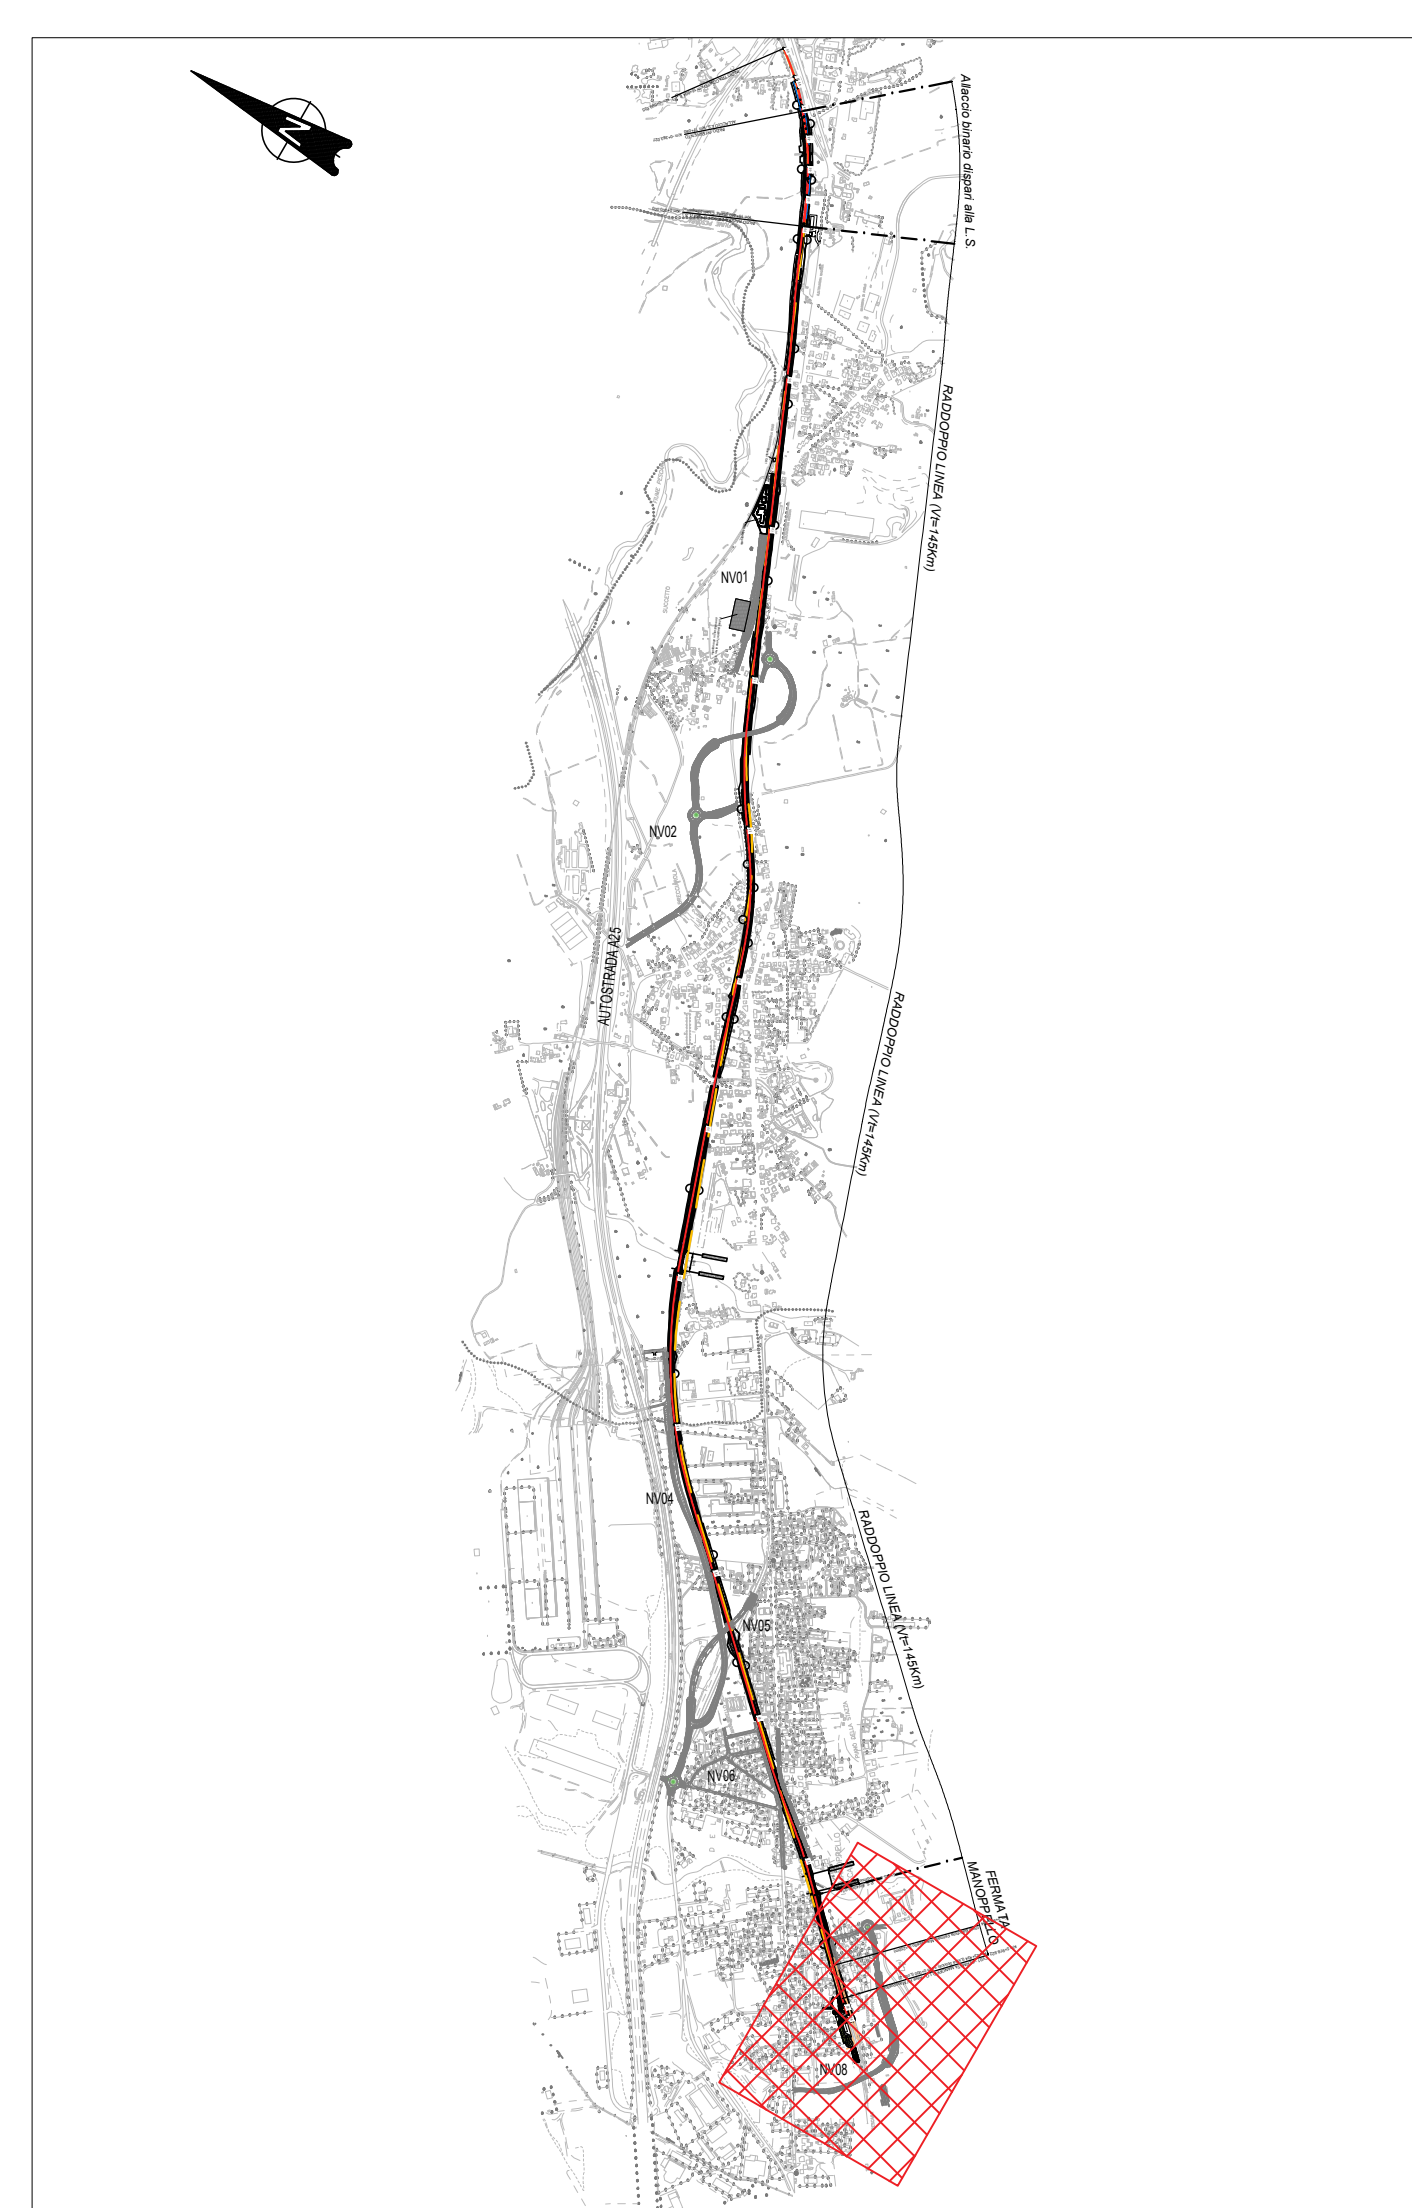 N
Allaccio binario dispari alla L.S.
RADDOPPIO LINEA (Vt=145Km)
NV01
NV02
AUTOSTRADA A25
RADDOPPIO LINEA (Vt=145Km)
NV04
RADDOPPIO LINEA (Vt=145Km)
NV05
NV06
FERMATA
MANOPPELLO
NV08